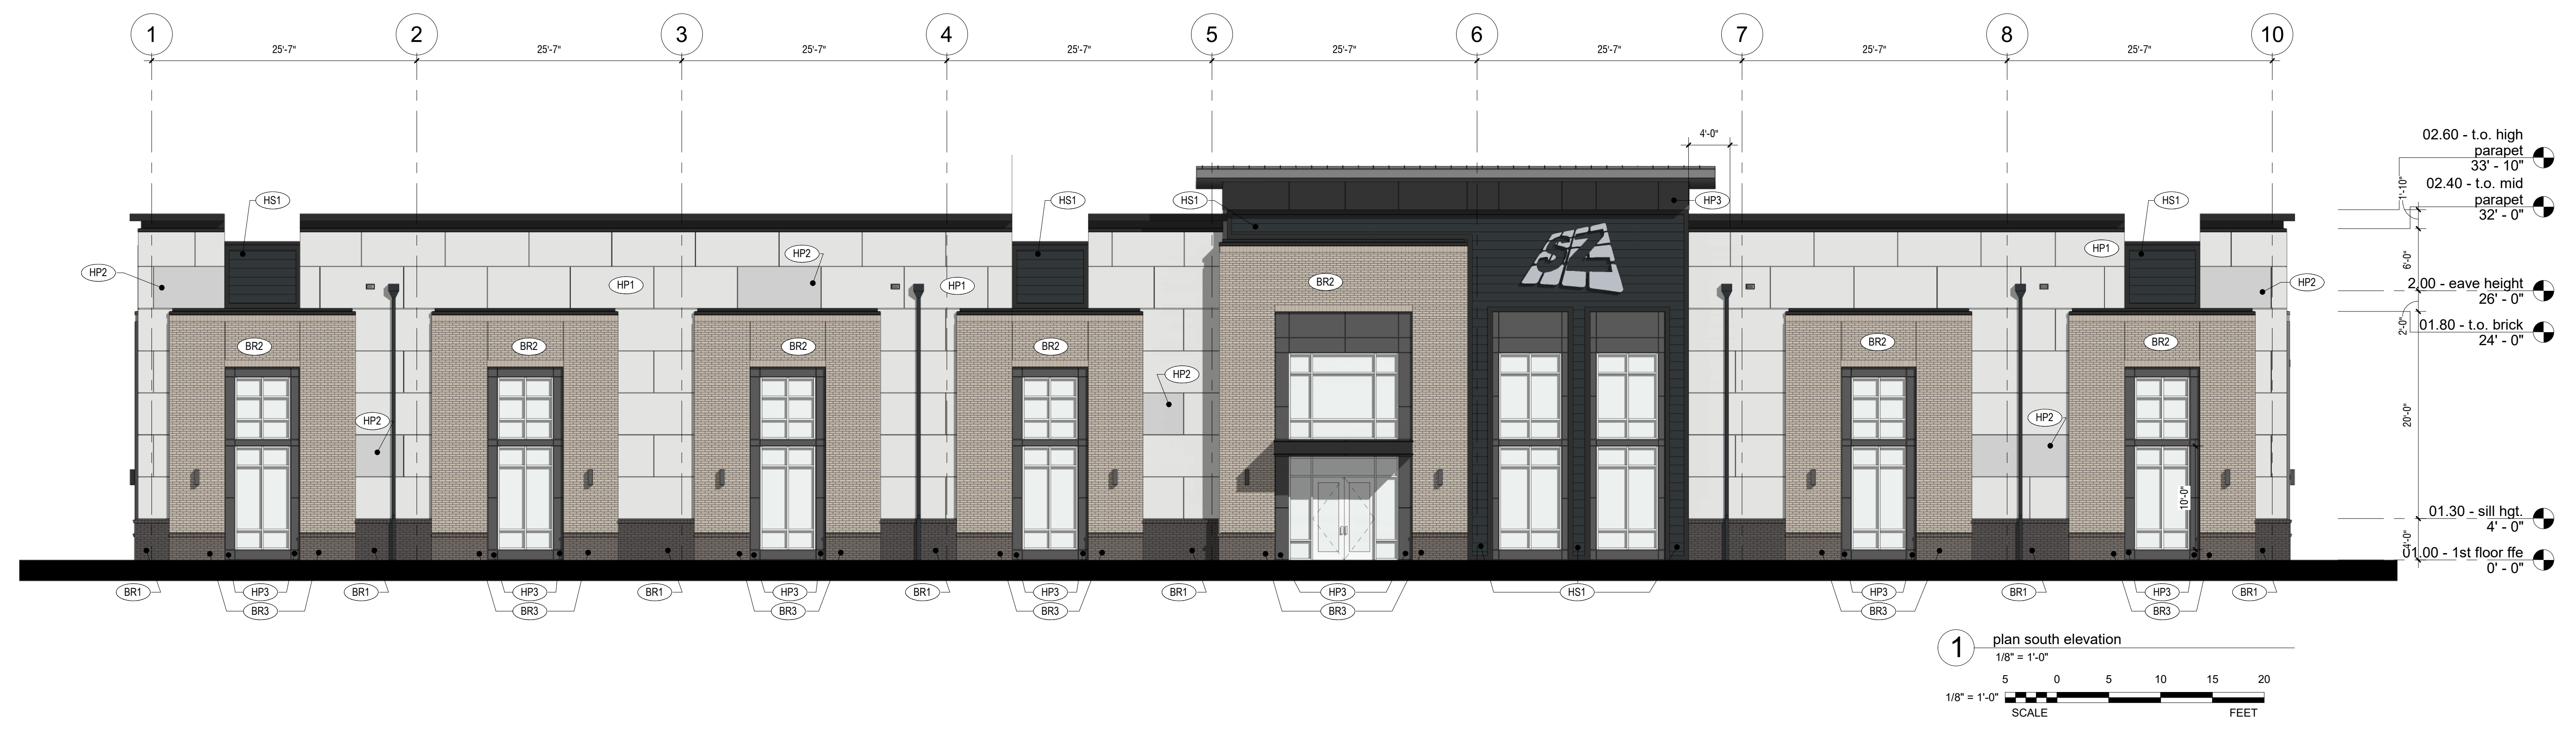 1 2 3 4 5 6 7 8 10
25'-7" 25'-7" 25'-7" 25'-7" 25'-7" 25'-7" 25'-7" 25'-7"
4'-0"
02.60 - t.o. high
parapet
33' - 10"
1'-10"
02.40 - t.o. mid
parapet
32' - 0"
HS1 HS1 HS1 HP3 HS1
SZ
HP2 HP1 HP2 HP1 BR2 HP1 HP2
6'-0"
2.00 - eave height
26' - 0"
2'-0"
01.80 - t.o. brick
24' - 0"
BR2 BR2 BR2 BR2 BR2 BR2
HP2 HP2 HP2
20'-0"
10'-0"
01.30 - sill hgt.
4' - 0"
4'-0"
01.00 - 1st floor ffe
0' - 0"
BR1 HP3 BR1 HP3 BR1 HP3 BR1 HP3 BR1 HP3 HS1 HP3 BR1 HP3 BR1
BR3 BR3 BR3 BR3 BR3 BR3 BR3
1 plan south elevation
1/8" = 1'-0"
5 0 5 10 15 20
1/8" = 1'-0"
SCALE FEET